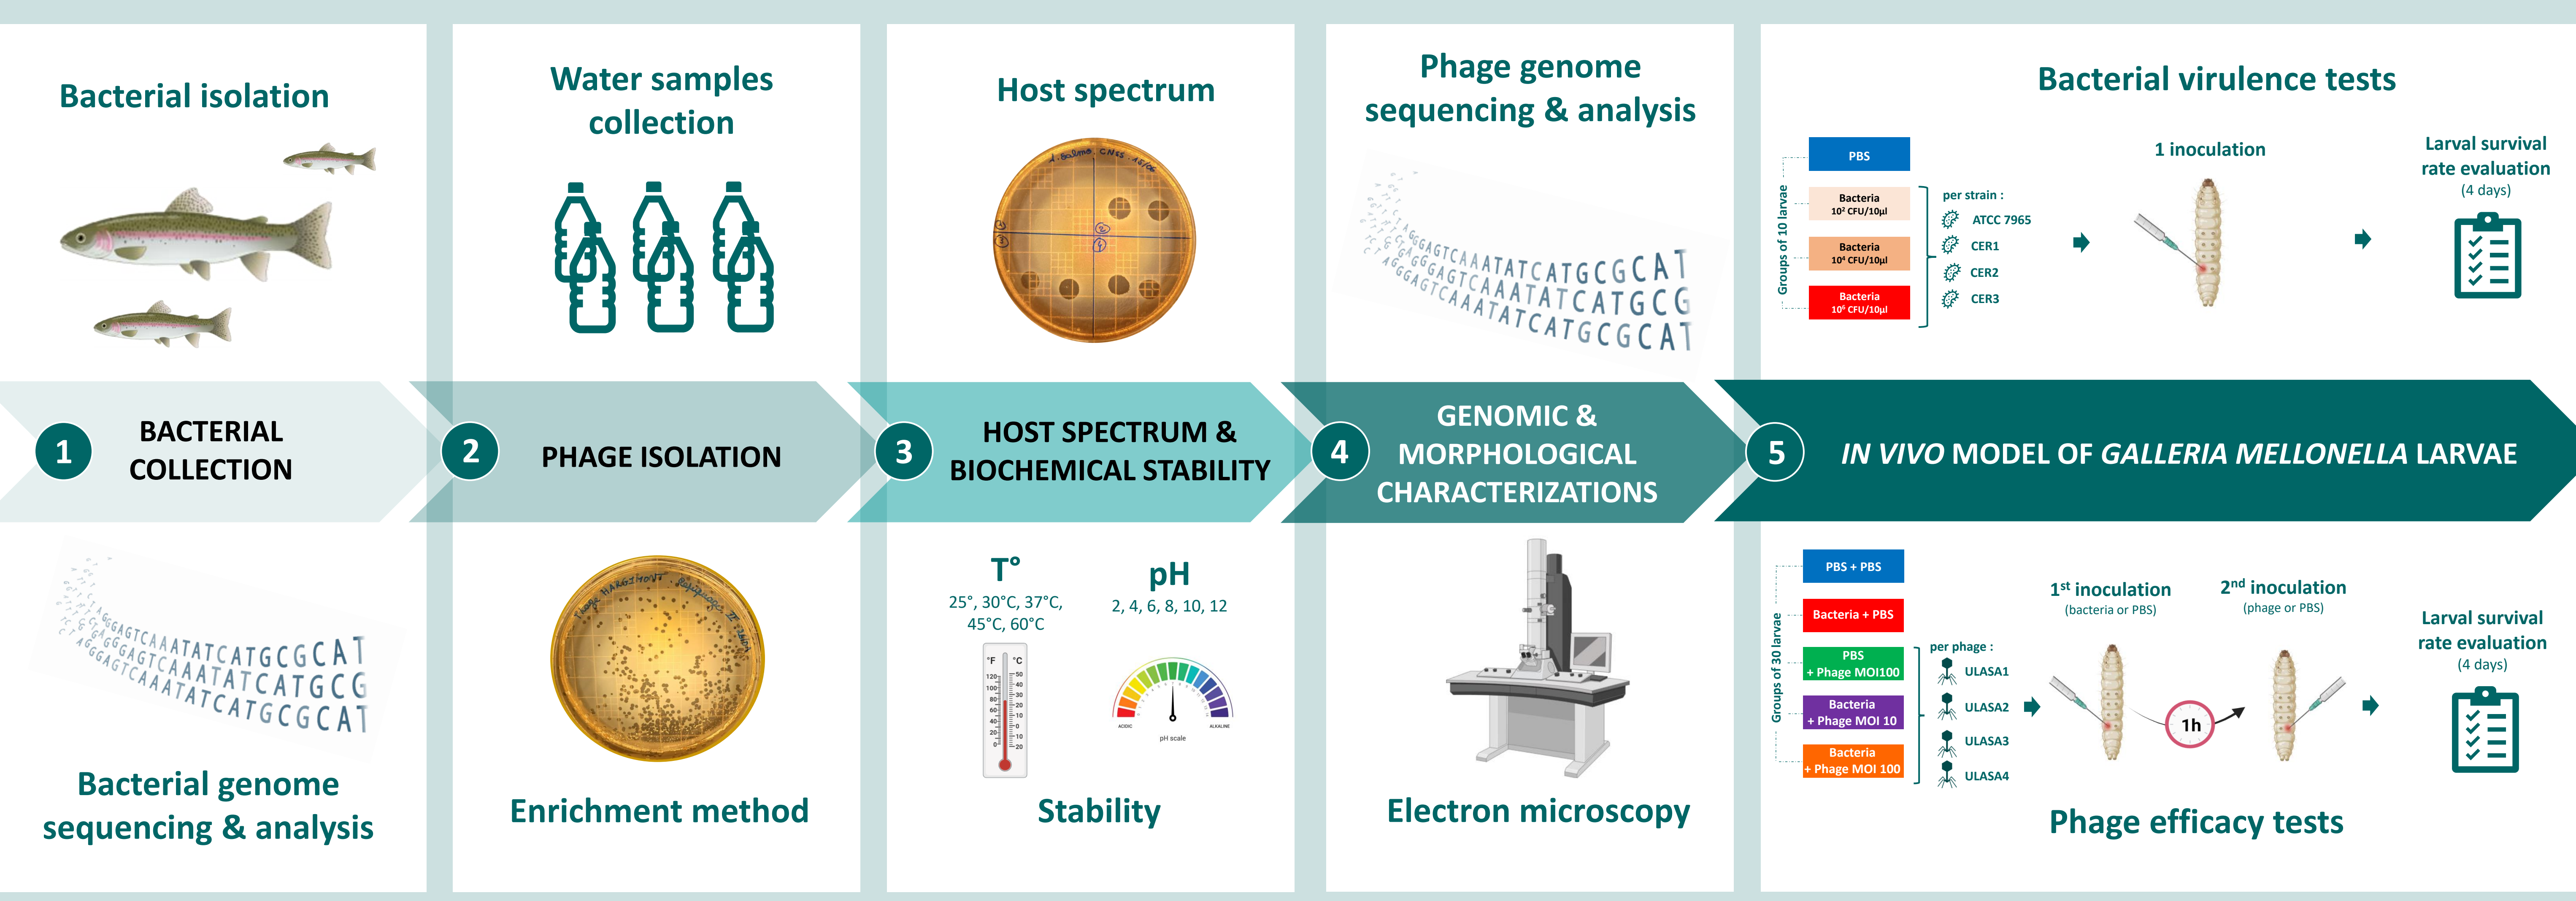 Bacterial isolation
1
BACTERIAL
COLLECTION
Bacterial genome
sequencing & analysis
Water samples
collection
2
PHAGE ISOLATION
Enrichment method
Host spectrum
3
HOST SPECTRUM &
BIOCHEMICAL STABILITY
T°
25°, 30°C, 37°C,
45°C, 60°C
°F °C
pH
2, 4, 6, 8, 10, 12
ACIDIC
ALKALINE
pH scale
Stability
Phage genome
sequencing & analysis
4
GENOMIC &
MORPHOLOGICAL
CHARACTERIZATIONS
Electron microscopy
Bacterial virulence tests
Groups of 10 larvae
PBS
Bacteria
10² CFU/10µl
Bacteria
10⁴ CFU/10µl
Bacteria
10⁶ CFU/10µl
per strain :
ATCC 7965
CER1
CER2
CER3
1 inoculation
Larval survival
rate evaluation
(4 days)
5
IN VIVO MODEL OF GALLERIA MELLONELLA LARVAE
Groups of 30 larvae
PBS + PBS
Bacteria + PBS
PBS
+ Phage MOI100
Bacteria
+ Phage MOI 10
Bacteria
+ Phage MOI 100
per phage :
ULASA1
ULASA2
ULASA3
ULASA4
1st inoculation
(bacteria or PBS)
1h
2nd inoculation
(phage or PBS)
Larval survival
rate evaluation
(4 days)
Phage efficacy tests